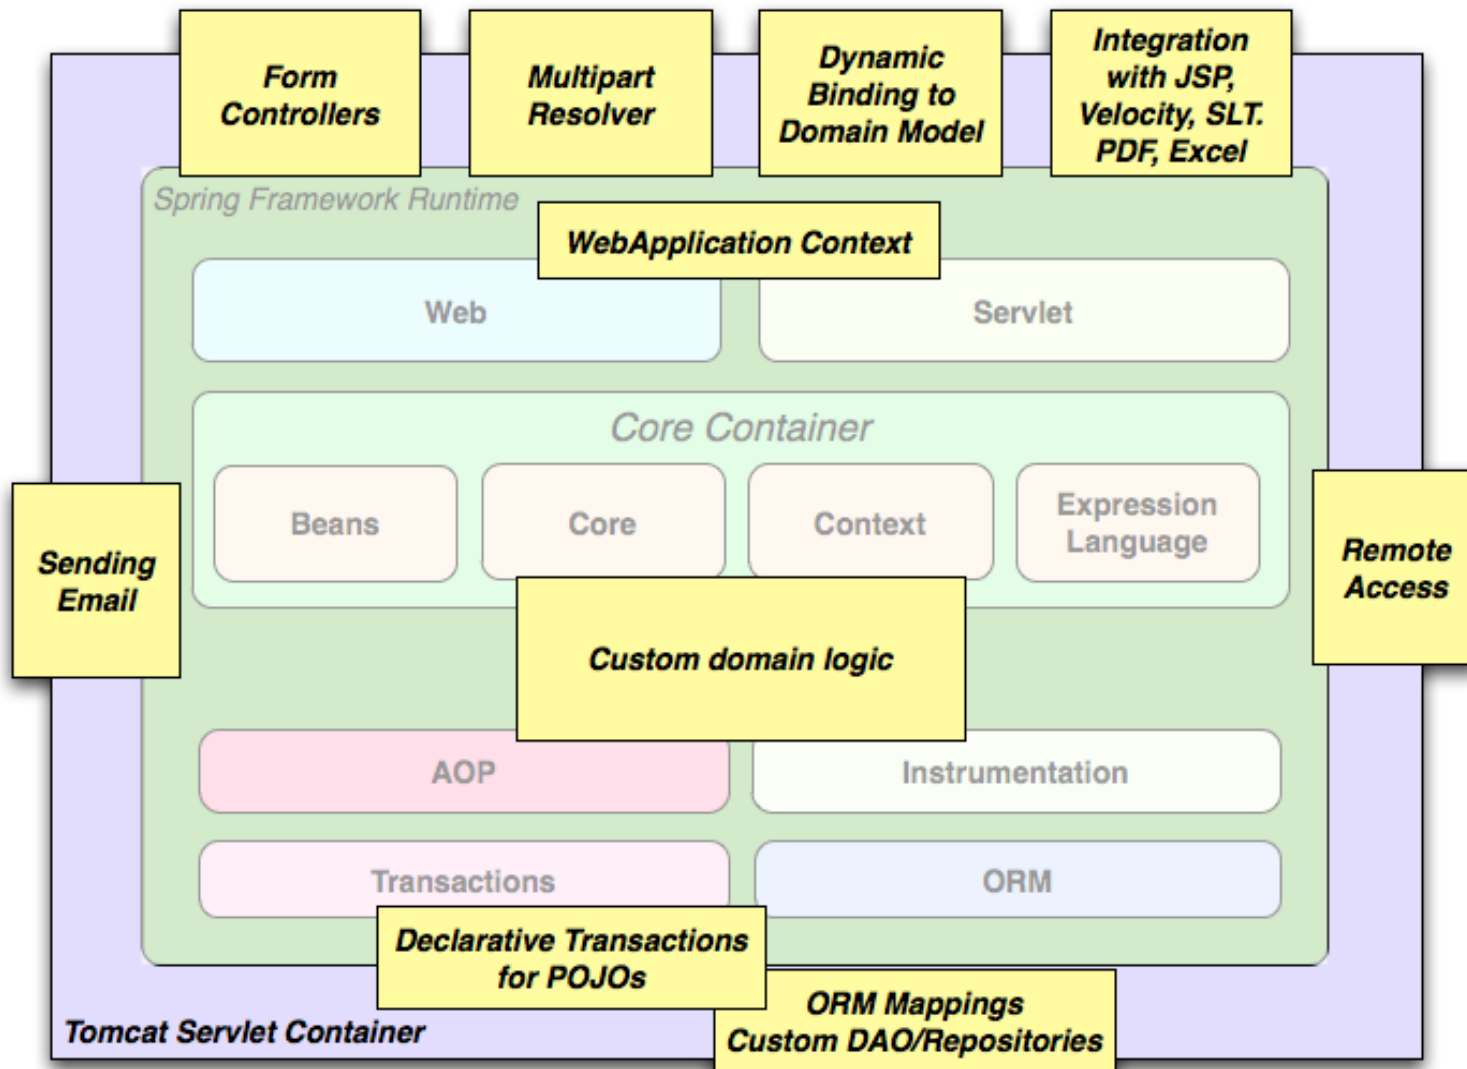 Form
Controllers
Multipart
Resolver
Dynamic
Binding to
Domain Model
Integration
with JSP,
Velocity, SLT.
PDF, Excel
Spring Framework Runtime
WebApplication Context
Web
Servlet
Core Container
Beans
Core
Context
Expression
Language
Sending
Email
Remote
Access
Custom domain logic
AOP
Instrumentation
Transactions
ORM
Declarative Transactions
for POJOs
ORM Mappings
Custom DAO/Repositories
Tomcat Servlet Container